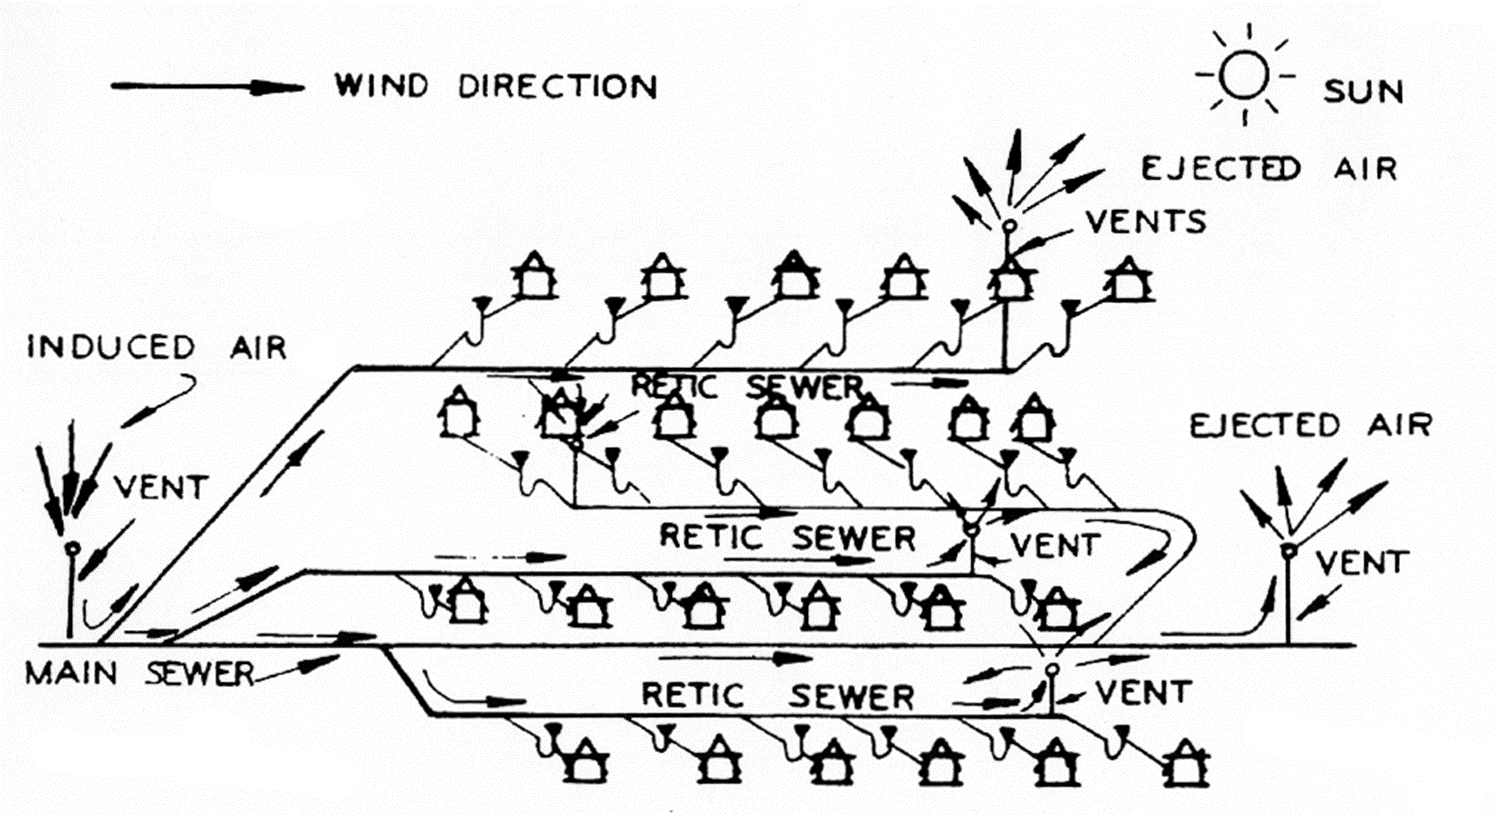 WIND DIRECTION
SUN
EJECTED AIR
VENTS
INDUCED AIR
RETIC SEWER
EJECTED AIR
VENT
RETIC SEWER
VENT
VENT
MAIN SEWER
RETIC SEWER
VENT